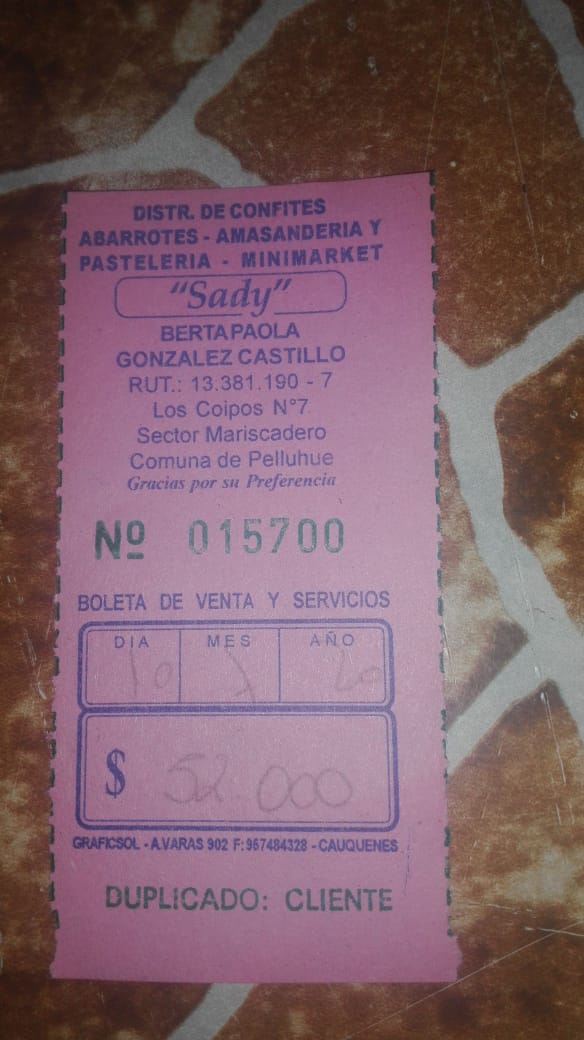 DISTR. DE CONFITES
ABARROTES - AMASANDERIA Y
PASTELERIA - MINIMARKET
"Sady"
BERTA PAOLA
GONZALEZ CASTILLO
RUT.: 13.381.190 - 7
Los Coipos N°7
Sector Mariscadero
Comuna de Pelluhue
Gracias por su Preferencia
Nº 015700
BOLETA DE VENTA Y SERVICIOS
DIA MES AÑO
10 7 20
$ 52.000
GRAFICSOL - A.VARAS 902 F: 967484328 - CAUQUENES
DUPLICADO: CLIENTE